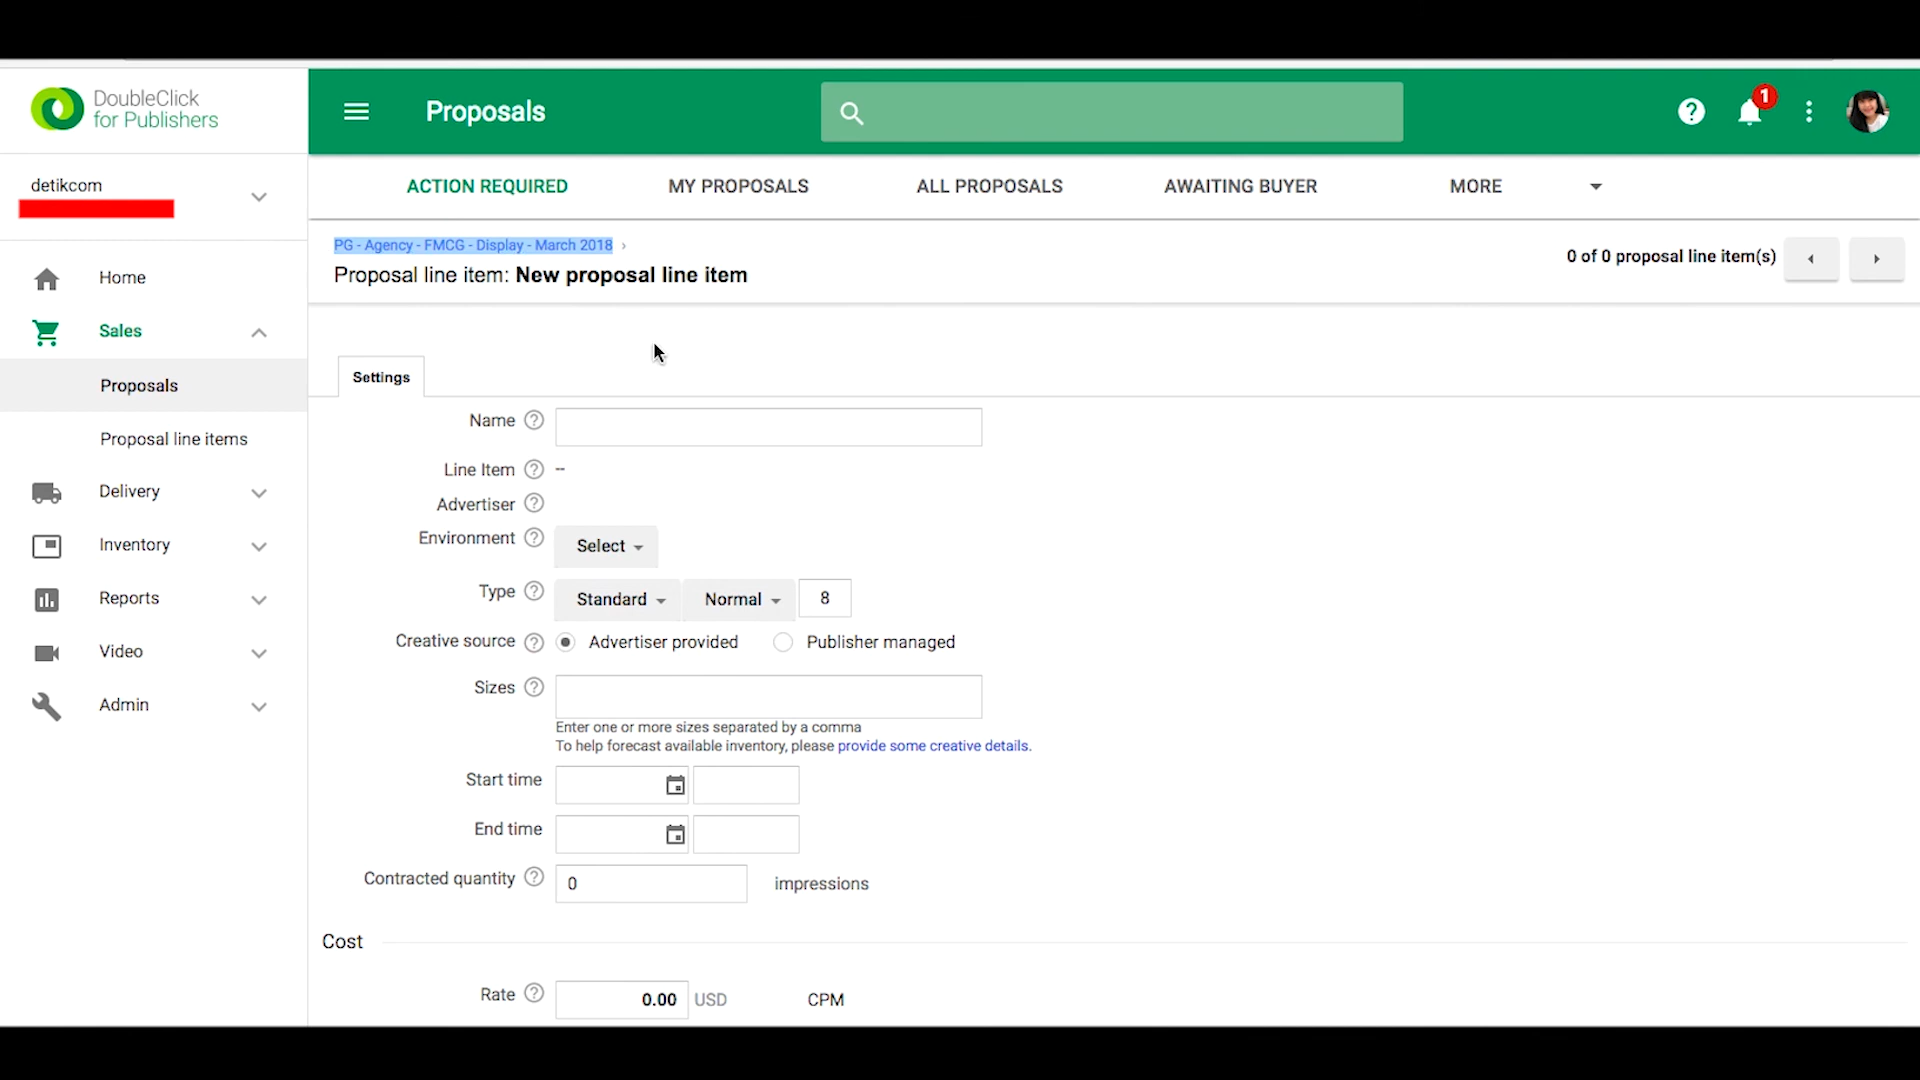 DoubleClick
for Publishers
Proposals
1
detikcom
ACTION REQUIRED
MY PROPOSALS
ALL PROPOSALS
AWAITING BUYER
MORE
PG - Agency - FMCG - Display - March 2018 ›
Proposal line item: New proposal line item
0 of 0 proposal line item(s)
Home
Sales
Proposals
Proposal line items
Delivery
Inventory
Reports
Video
Admin
Settings
Name ?
Line Item ? --
Advertiser ?
Environment ? Select
Type ? Standard Normal 8
Creative source ? Advertiser provided Publisher managed
Sizes ?
Enter one or more sizes separated by a comma
To help forecast available inventory, please provide some creative details.
Start time
End time
Contracted quantity ? 0 impressions
Cost
Rate ? 0.00 USD CPM